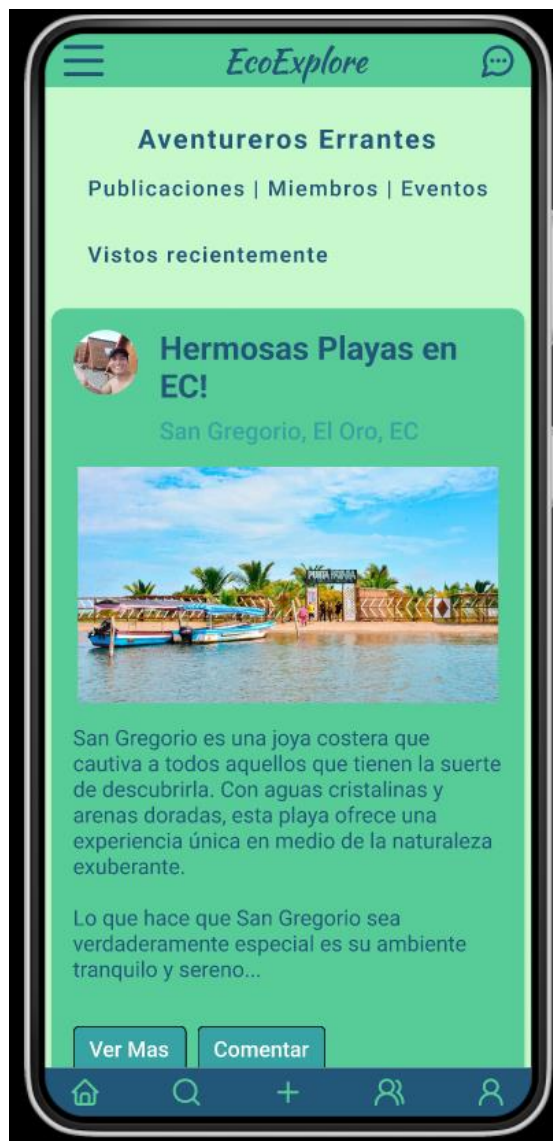 EcoExplore
Aventureros Errantes
Publicaciones | Miembros | Eventos
Vistos recientemente
Hermosas Playas en
EC!
San Gregorio, El Oro, EC
San Gregorio es una joya costera que
cautiva a todos aquellos que tienen la suerte
de descubrirla. Con aguas cristalinas y
arenas doradas, esta playa ofrece una
experiencia única en medio de la naturaleza
exuberante.
Lo que hace que San Gregorio sea
verdaderamente especial es su ambiente
tranquilo y sereno...
Ver Mas
Comentar